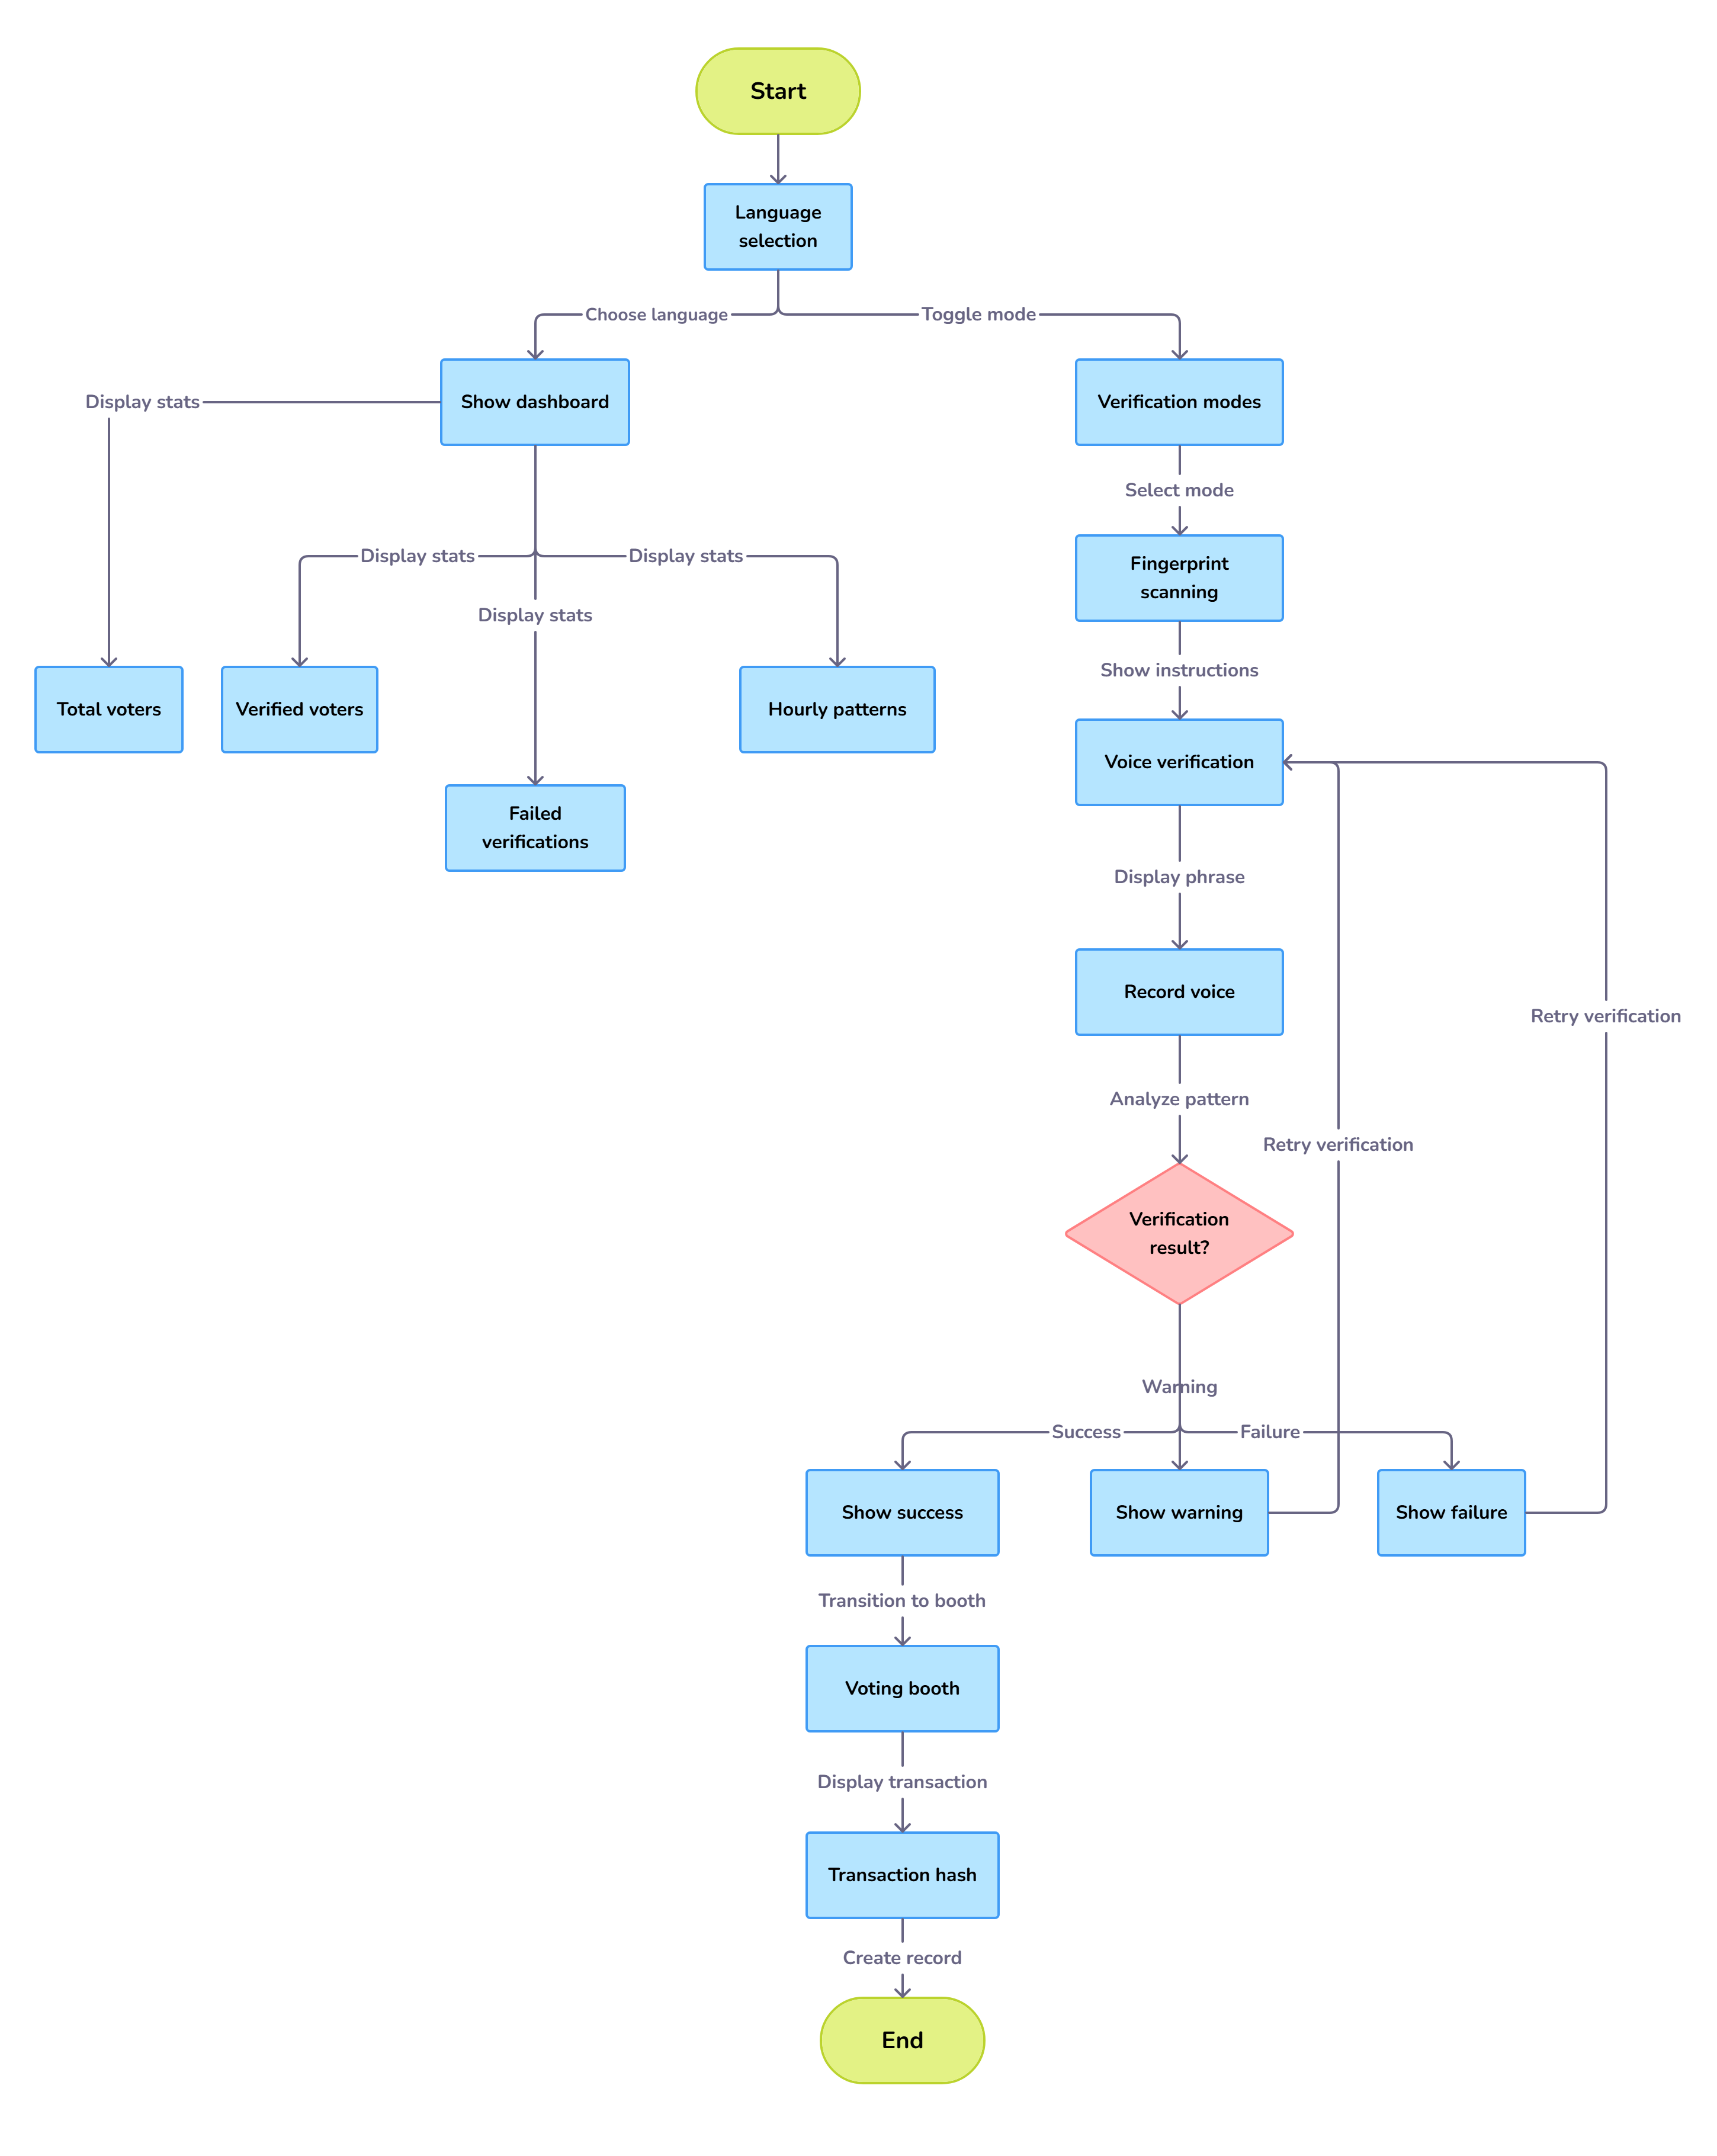 Start
Language
selection
Choose language
Toggle mode
Show dashboard
Verification modes
Display stats
Select mode
Display stats
Display stats
Display stats
Fingerprint
scanning
Show instructions
Total voters
Verified voters
Hourly patterns
Failed
verifications
Voice verification
Display phrase
Record voice
Retry verification
Analyze pattern
Retry verification
Verification
result?
Warning
Success
Failure
Show success
Show warning
Show failure
Transition to booth
Voting booth
Display transaction
Transaction hash
Create record
End